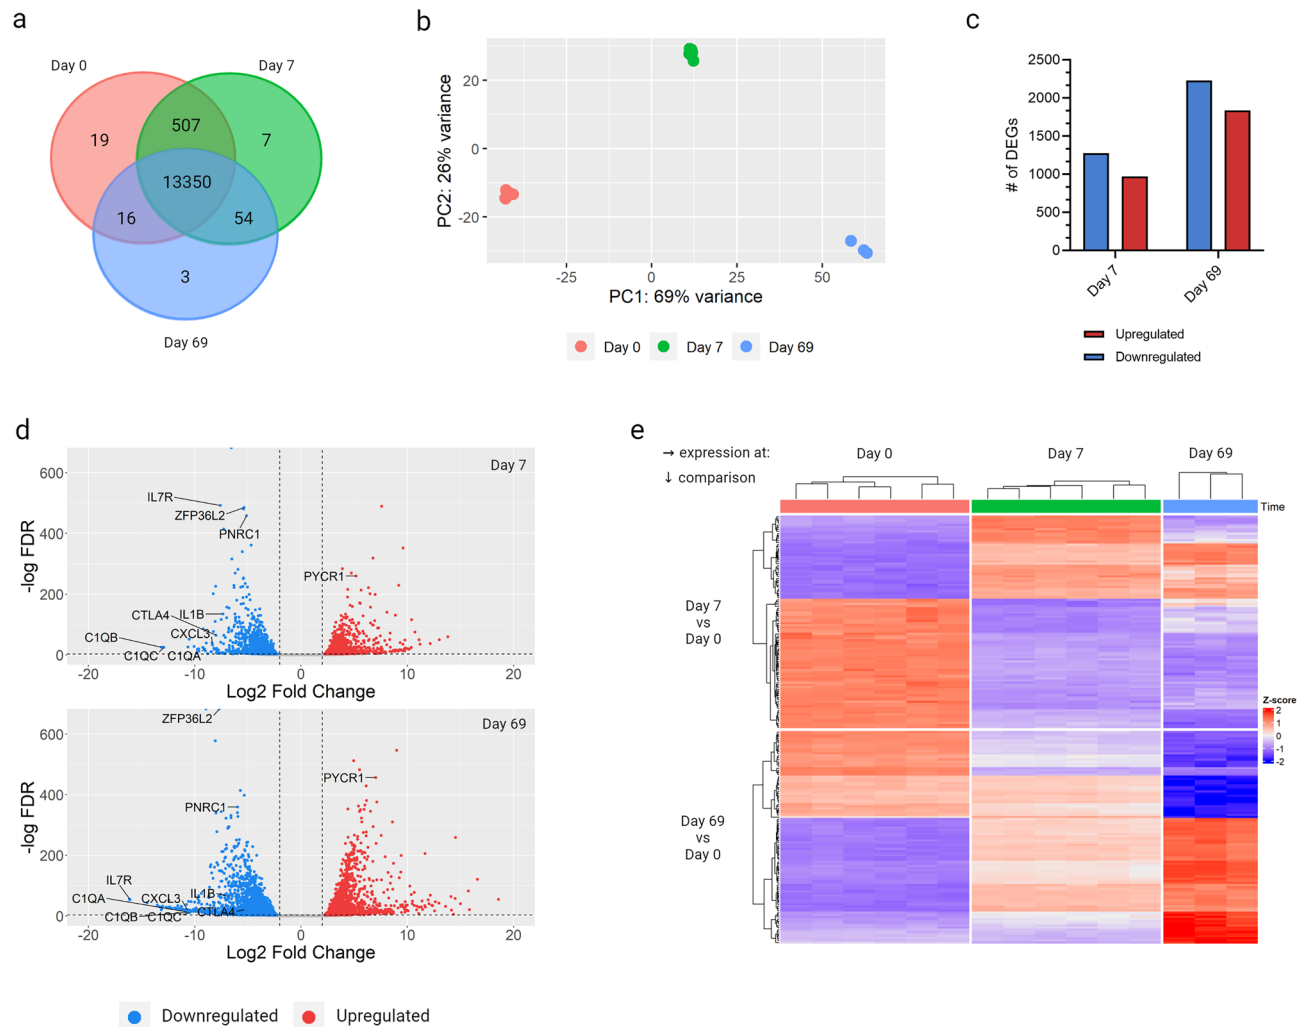 a
Day 0
Day 7
19
507
7
13350
16
54
3
Day 69
b
PC2: 26% variance
20
0
-20
-25
0
25
50
PC1: 69% variance
Day 0
Day 7
Day 69
c
# of DEGs
2500
2000
1500
1000
500
0
Day 7
Day 69
Upregulated
Downregulated
d
-log FDR
600
400
200
0
Day 7
IL7R
ZFP36L2
PNRC1
PYCR1
CTLA4
IL1B
CXCL3
C1QB
C1QC
C1QA
-20
-10
0
10
20
Log2 Fold Change
-log FDR
600
400
200
0
Day 69
ZFP36L2
PYCR1
PNRC1
IL7R
C1QA
CXCL3
IL1B
C1QB
C1QC
CTLA4
-20
-10
0
10
20
Log2 Fold Change
Downregulated
Upregulated
e
→ expression at:
↓ comparison
Day 0
Day 7
Day 69
Time
Day 7
vs
Day 0
Day 69
vs
Day 0
Z-score
2
1
0
-1
-2